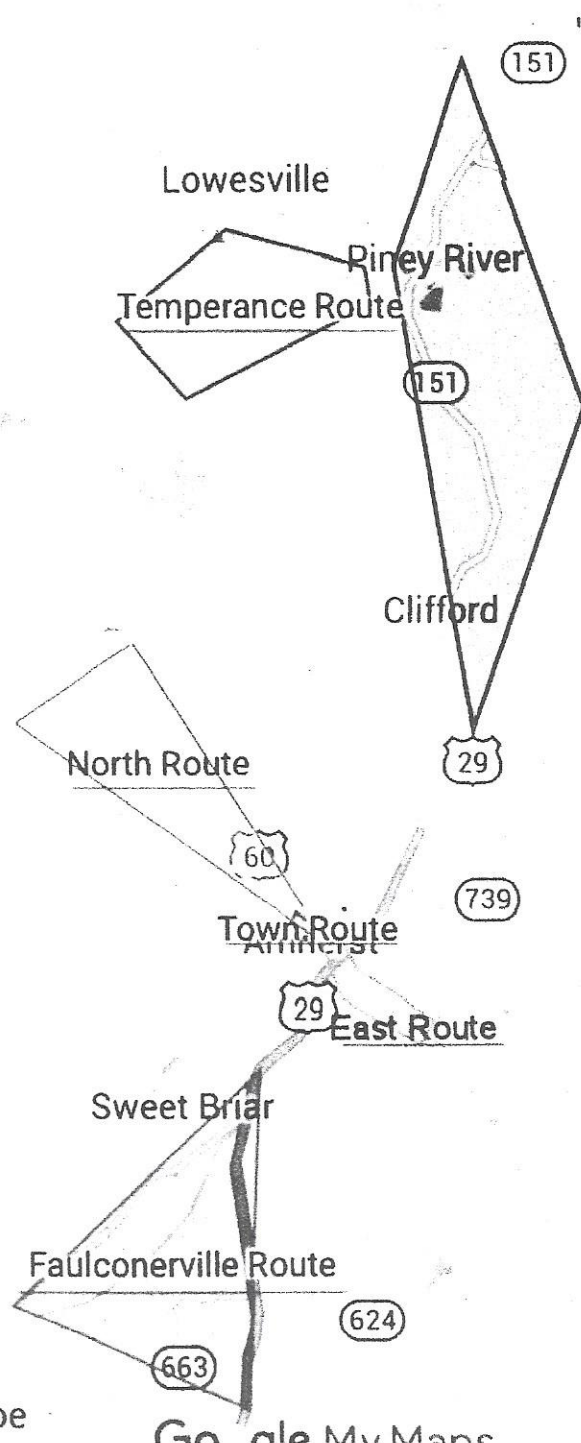 151
Lowesville
Piney River
Temperance Route
151
Clifford
29
North Route
60
739
Town Route
Amherst
29
East Route
Sweet Briar
Faulconerville Route
624
663
Google My Maps